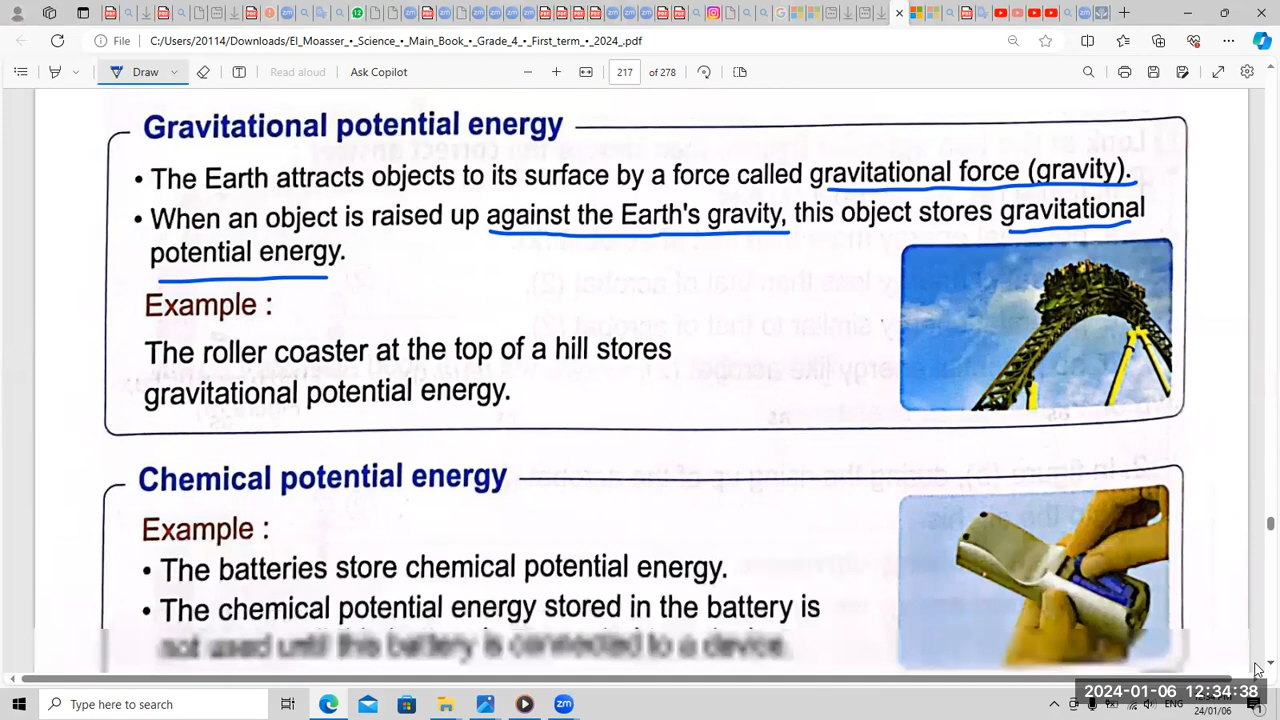 File
C:/Users/20114/Downloads/El_Moasser_•_Science_•_Main_Book_•_Grade_4_•_First_term_•_2024_.pdf
Draw
Read aloud
Ask Copilot
217
of 278
Gravitational potential energy
• The Earth attracts objects to its surface by a force called gravitational force (gravity).
• When an object is raised up against the Earth's gravity, this object stores gravitational
potential energy.
Example :
The roller coaster at the top of a hill stores
gravitational potential energy.
Chemical potential energy
Example :
• The batteries store chemical potential energy.
• The chemical potential energy stored in the battery is
not used until this battery is connected to a device.
2024-01-06 12:34:38
Type here to search
ENG
24/01/06